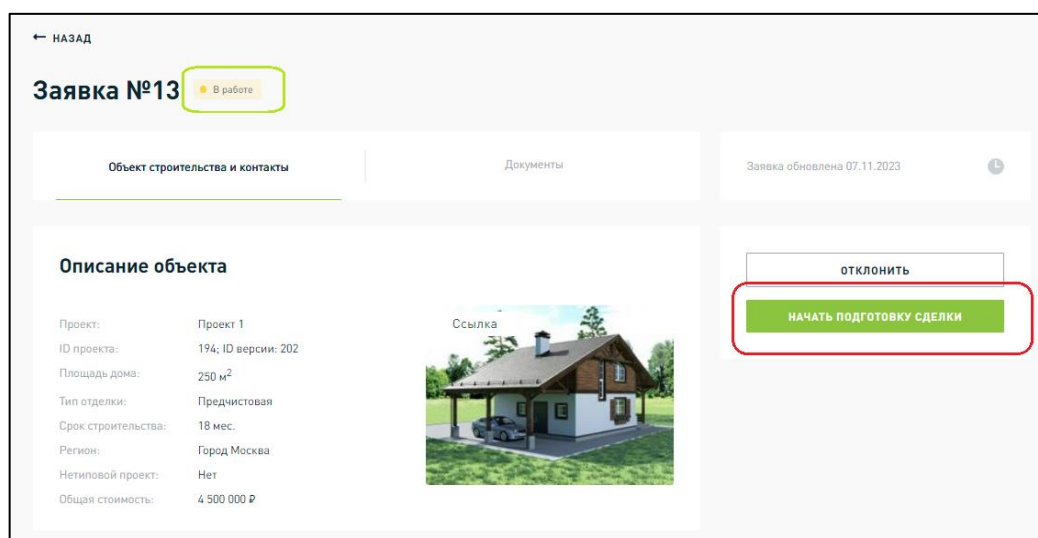 ← НАЗАД
Заявка №13
В работе
Объект строительства и контакты
Документы
Заявка обновлена 07.11.2023
Описание объекта
Проект: Проект 1
ID проекта: 194; ID версии: 202
Площадь дома: 250 м²
Тип отделки: Предчистовая
Срок строительства: 18 мес.
Регион: Город Москва
Нетиповой проект: Нет
Общая стоимость: 4 500 000 ₽
Ссылка
ОТКЛОНИТЬ
НАЧАТЬ ПОДГОТОВКУ СДЕЛКИ